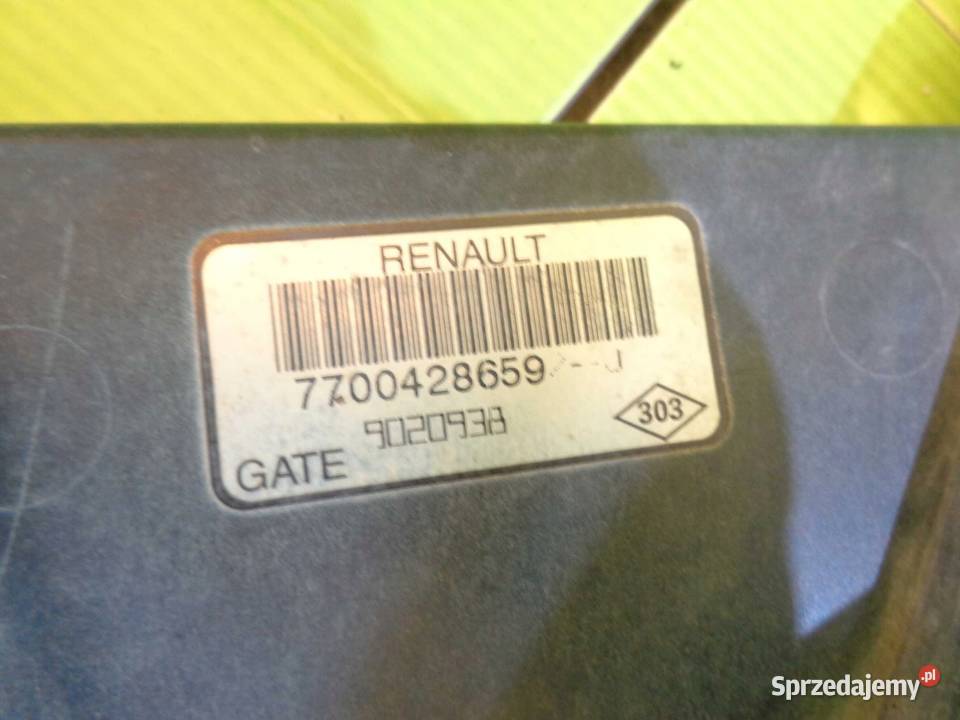 RENAULT
7700428659 --J
9020938
303
GATE
Sprzedajemy.pl